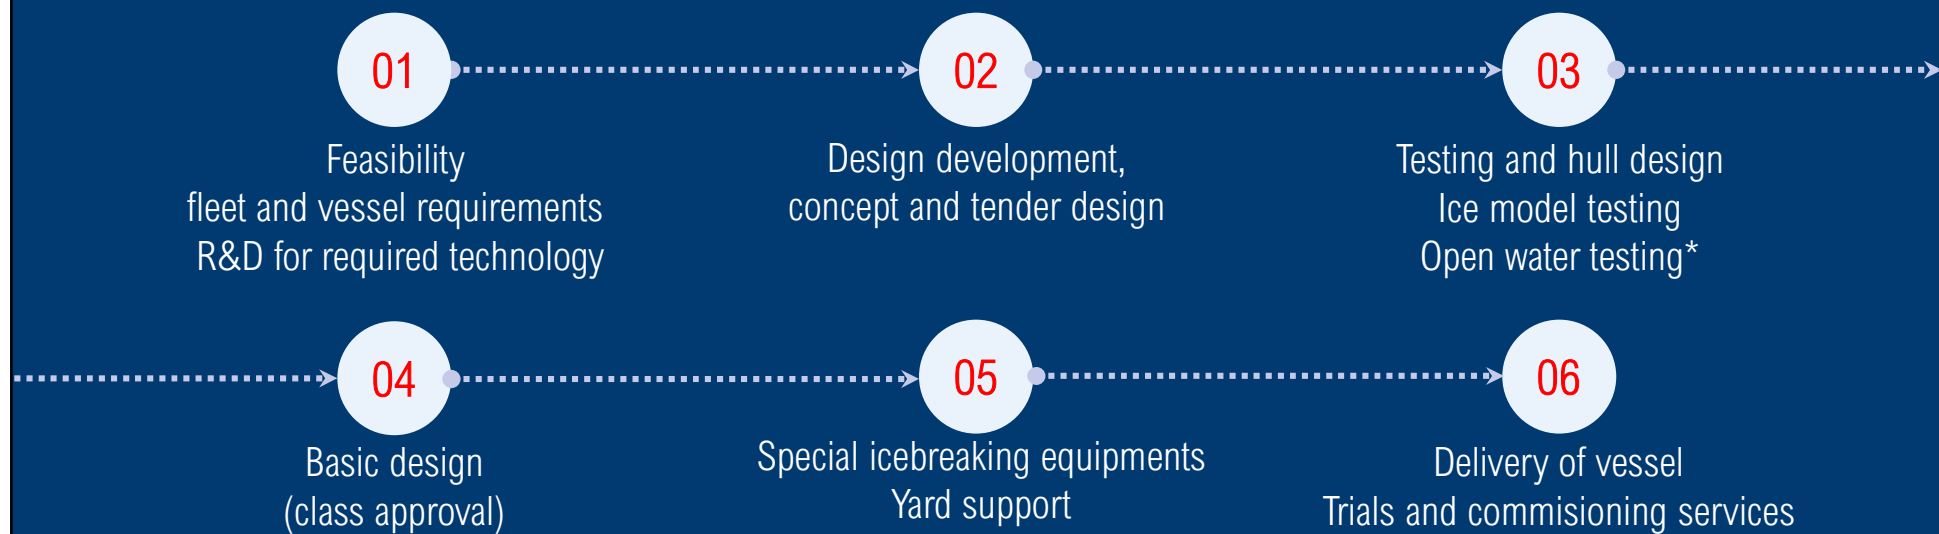 01
Feasibility
fleet and vessel requirements
R&D for required technology
02
Design development,
concept and tender design
03
Testing and hull design
Ice model testing
Open water testing*
04
Basic design
(class approval)
05
Special icebreaking equipments
Yard support
06
Delivery of vessel
Trials and commisioning services